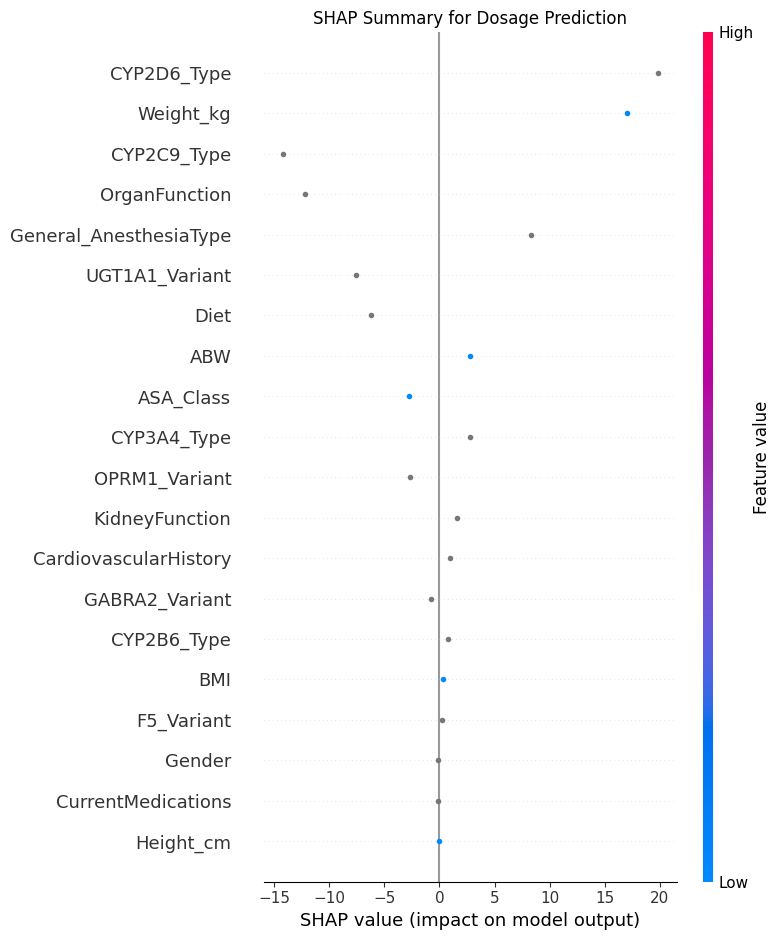 SHAP Summary for Dosage Prediction
High
CYP2D6_Type
Weight_kg
CYP2C9_Type
OrganFunction
General_AnesthesiaType
UGT1A1_Variant
Diet
ABW
ASA_Class
CYP3A4_Type
OPRM1_Variant
KidneyFunction
CardiovascularHistory
GABRA2_Variant
CYP2B6_Type
BMI
F5_Variant
Gender
CurrentMedications
Height_cm
Feature value
Low
−15 −10 −5 0 5 10 15 20
SHAP value (impact on model output)